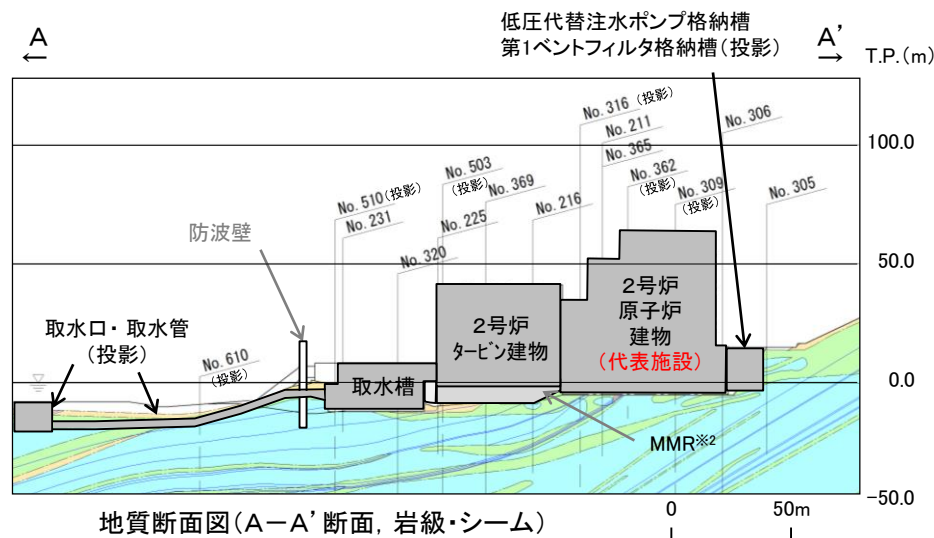 低圧代替注水ポンプ格納槽
第1ベントフィルタ格納槽(投影)
A
←
A’
→
T.P.(m)
No. 316 (投影)
No. 211
No. 306
No. 365
No. 503
(投影)
No. 362
(投影)
No. 510(投影)
No. 369
No. 309
(投影)
No. 305
No. 231
No. 225
No. 216
No. 320
100.0
50.0
0.0
-50.0
防波壁
取水口・取水管
(投影)
No. 610
(投影)
取水槽
2号炉
タービン建物
2号炉
原子炉
建物
(代表施設)
MMR※2
地質断面図(A-A’断面, 岩級・シーム)
0
50m